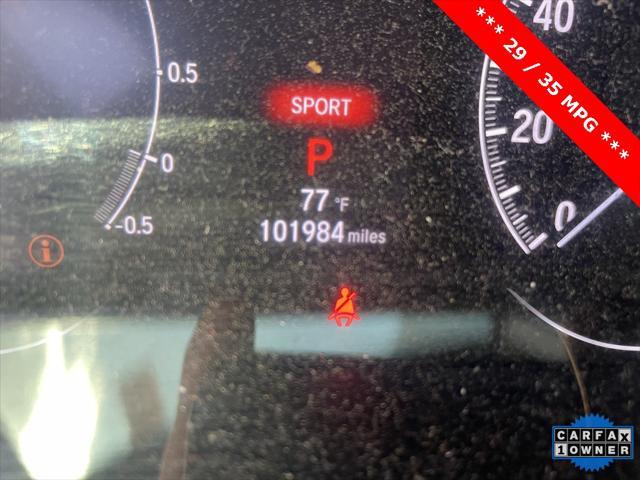 40
*** 29 / 35 MPG ***
0.5
SPORT
20
P
0
77 °F
0
-0.5
101984 miles
i
CARFAX
1 OWNER